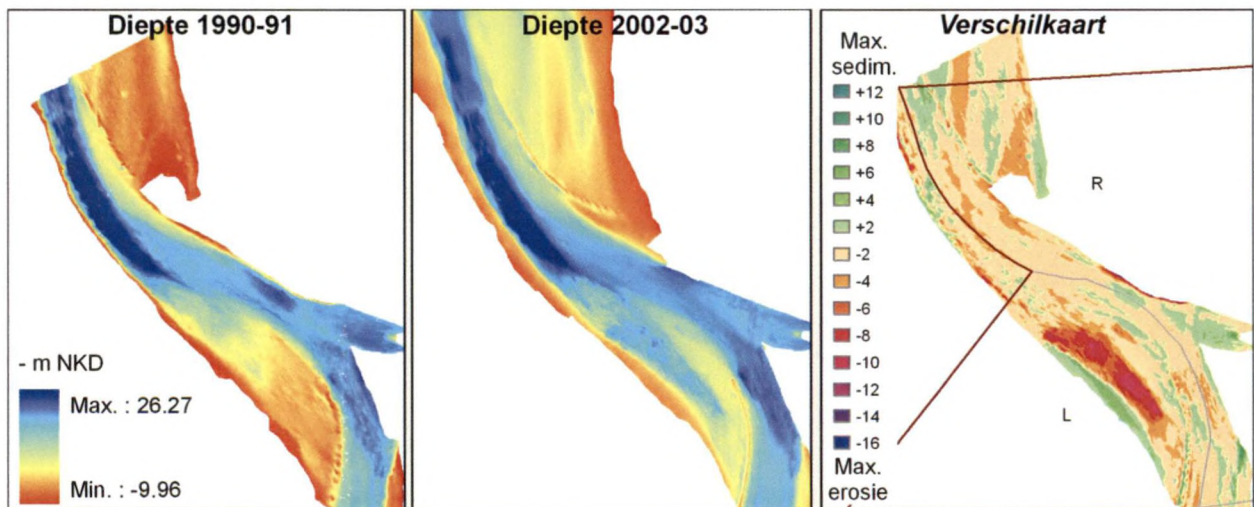 Diepte 1990-91
- m NKD
Max. : 26.27
Min. : -9.96
Diepte 2002-03
Verschilkaart
Max.
sedim.
+12
+10
+8
+6
+4
+2
-2
-4
-6
-8
-10
-12
-14
-16
Max.
erosie
R
L